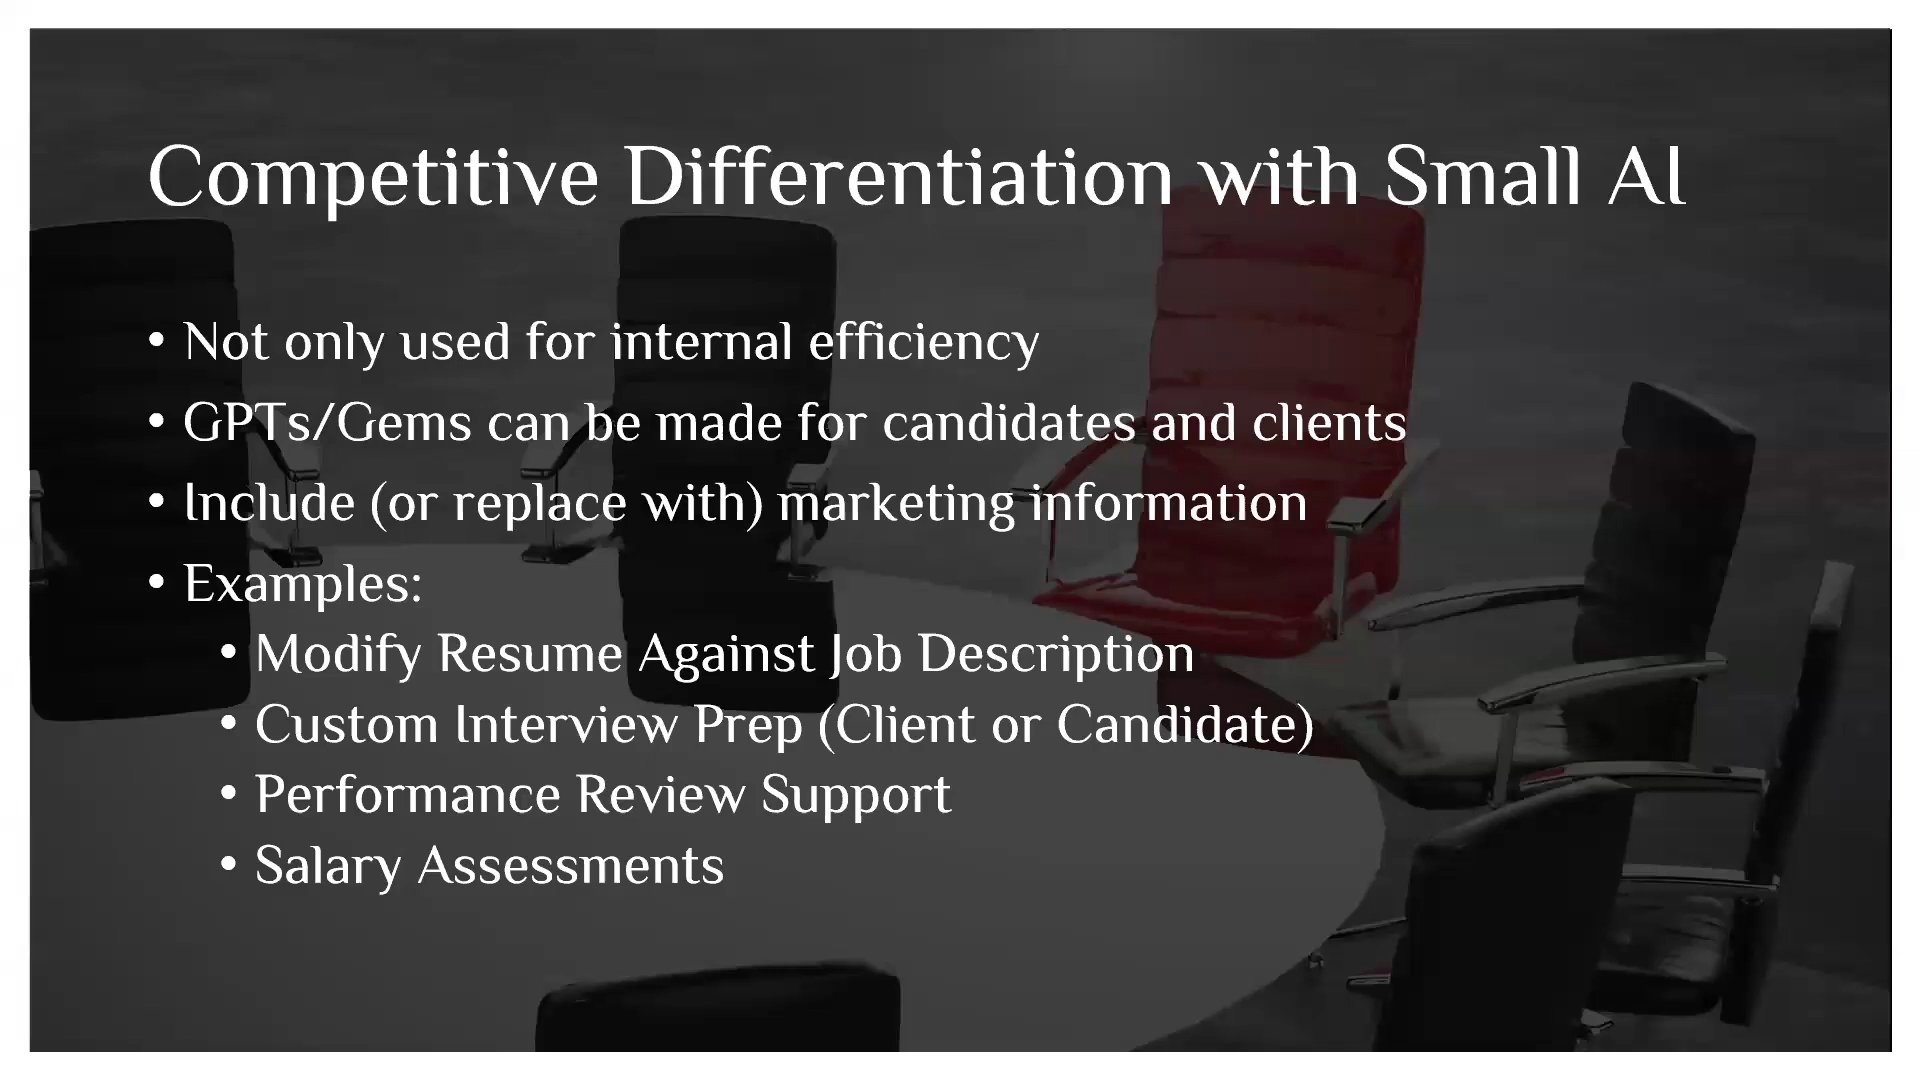 Competitive Differentiation with Small AI
• Not only used for internal efficiency
• GPTs/Gems can be made for candidates and clients
• Include (or replace with) marketing information
• Examples:
• Modify Resume Against Job Description
• Custom Interview Prep (Client or Candidate)
• Performance Review Support
• Salary Assessments